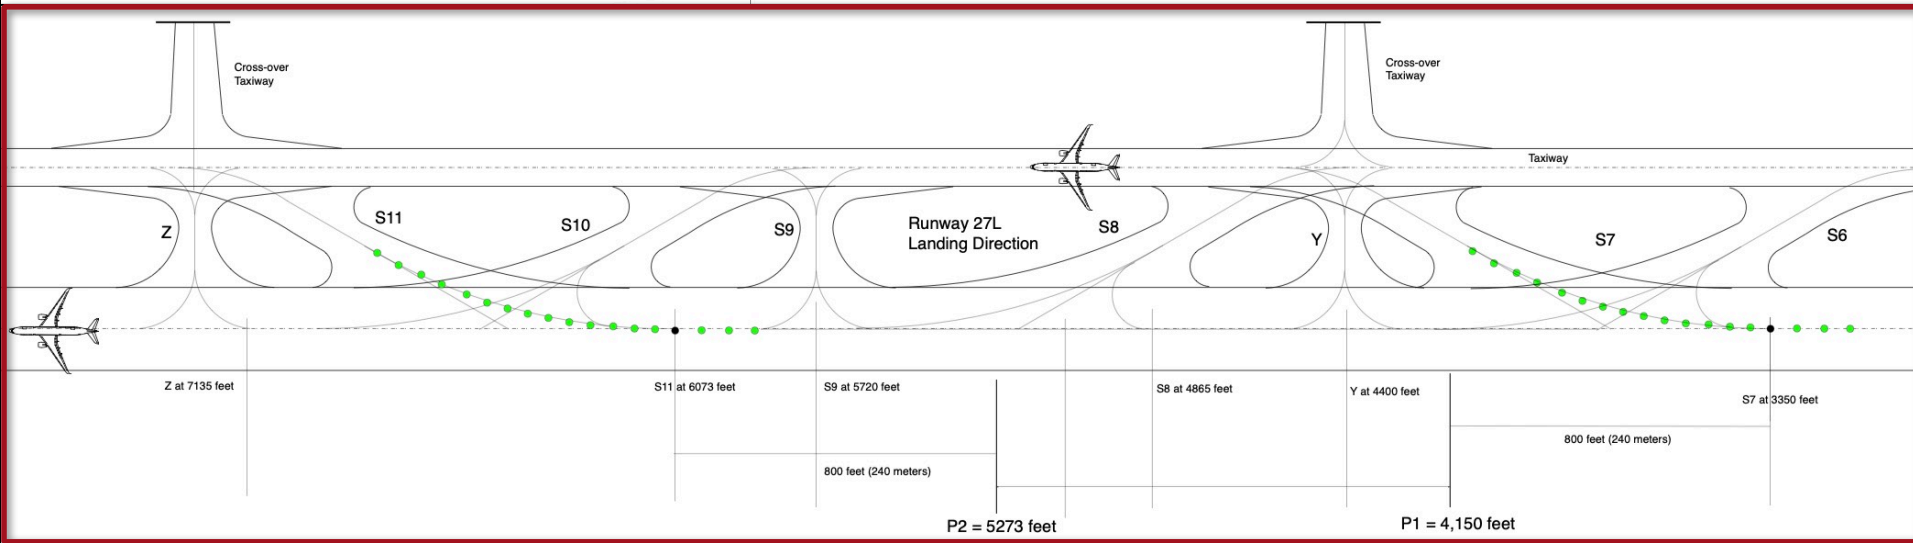 Cross-over
Taxiway
Cross-over
Taxiway
Taxiway
Z
S11
S10
S9
Runway 27L
Landing Direction
S8
Y
S7
S6
Z at 7135 feet
S11 at 6073 feet
S9 at 5720 feet
S8 at 4865 feet
Y at 4400 feet
S7 at 3350 feet
800 feet (240 meters)
800 feet (240 meters)
P2 = 5273 feet
P1 = 4,150 feet